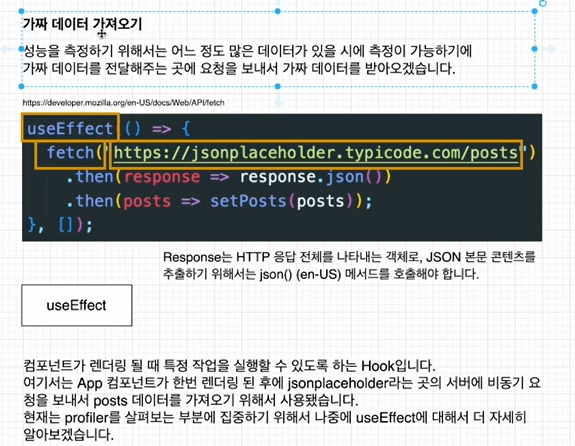 가짜 데이터 가져오기
성능을 측정하기 위해서는 어느 정도 많은 데이터가 있을 시에 측정이 가능하기에
가짜 데이터를 전달해주는 곳에 요청을 보내서 가짜 데이터를 받아오겠습니다.
https://developer.mozilla.org/en-US/docs/Web/API/fetch
useEffect(() => {
fetch("https://jsonplaceholder.typicode.com/posts")
.then(response => response.json())
.then(posts => setPosts(posts));
}, []);
Response는 HTTP 응답 전체를 나타내는 객체로, JSON 본문 콘텐츠를
추출하기 위해서는 json() (en-US) 메서드를 호출해야 합니다.
useEffect
컴포넌트가 렌더링 될 때 특정 작업을 실행할 수 있도록 하는 Hook입니다.
여기서는 App 컴포넌트가 한번 렌더링 된 후에 jsonplaceholder라는 곳의 서버에 비동기 요
청을 보내서 posts 데이터를 가져오기 위해서 사용됐습니다.
현재는 profiler를 살펴보는 부분에 집중하기 위해서 나중에 useEffect에 대해서 더 자세히
알아보겠습니다.